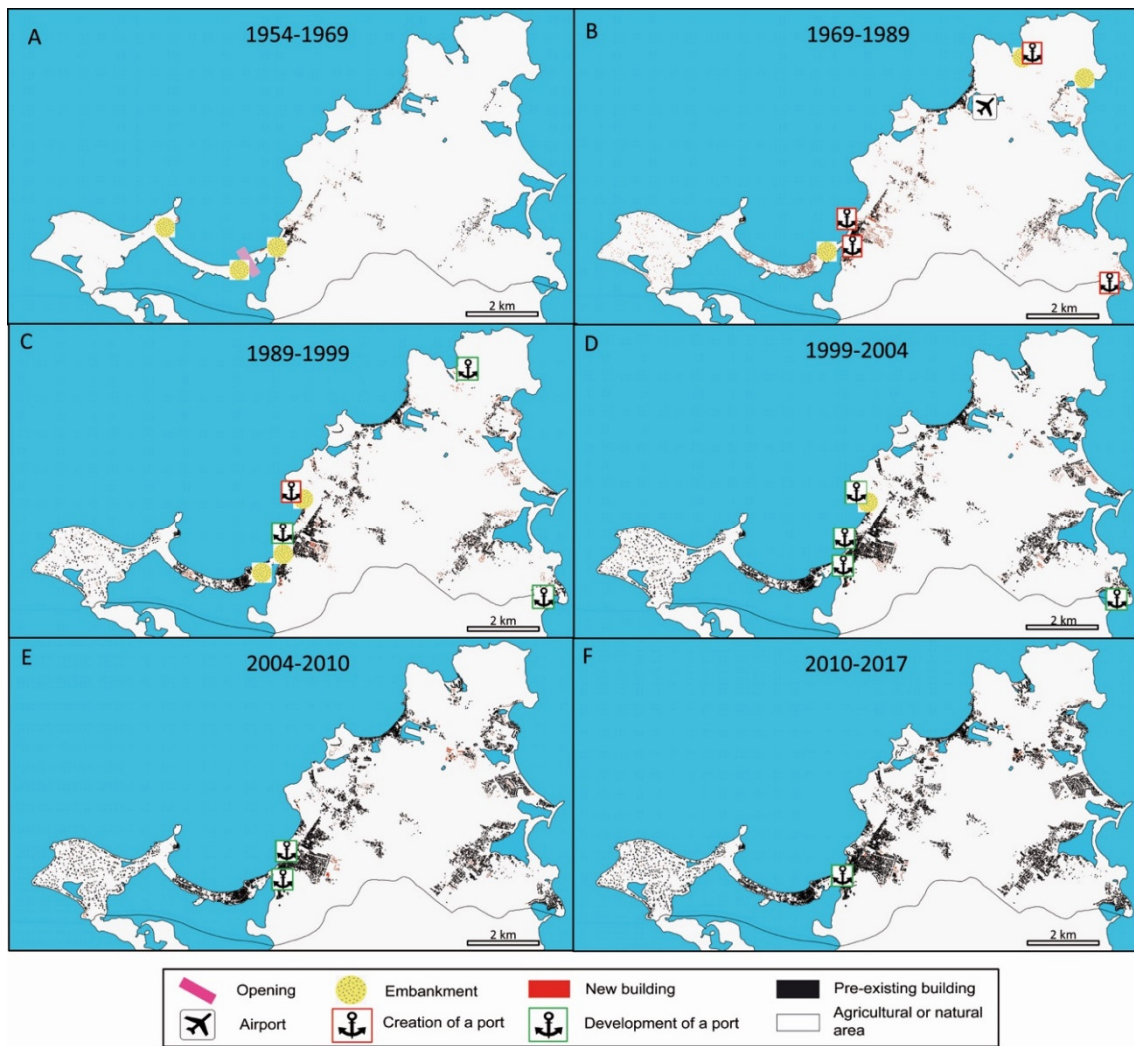 A
1954-1969
2 km
B
1969-1989
2 km
C
1989-1999
2 km
D
1999-2004
2 km
E
2004-2010
2 km
F
2010-2017
2 km
Opening
Embankment
New building
Pre-existing building
Airport
Creation of a port
Development of a port
Agricultural or natural
area